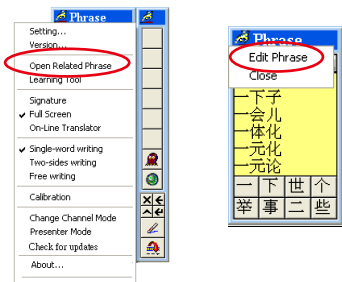 Phrase
Setting...
Version...
Open Related Phrase
Learning Tool
Signature
Full Screen
On-Line Translator
Single-word writing
Two-sides writing
Free writing
Calibration
Change Channel Mode
Presenter Mode
Check for updates
About...
Phrase
Edit Phrase
Close
一下子
一会儿
一体化
一元化
一元论
一 下 世 个
举 事 二 些